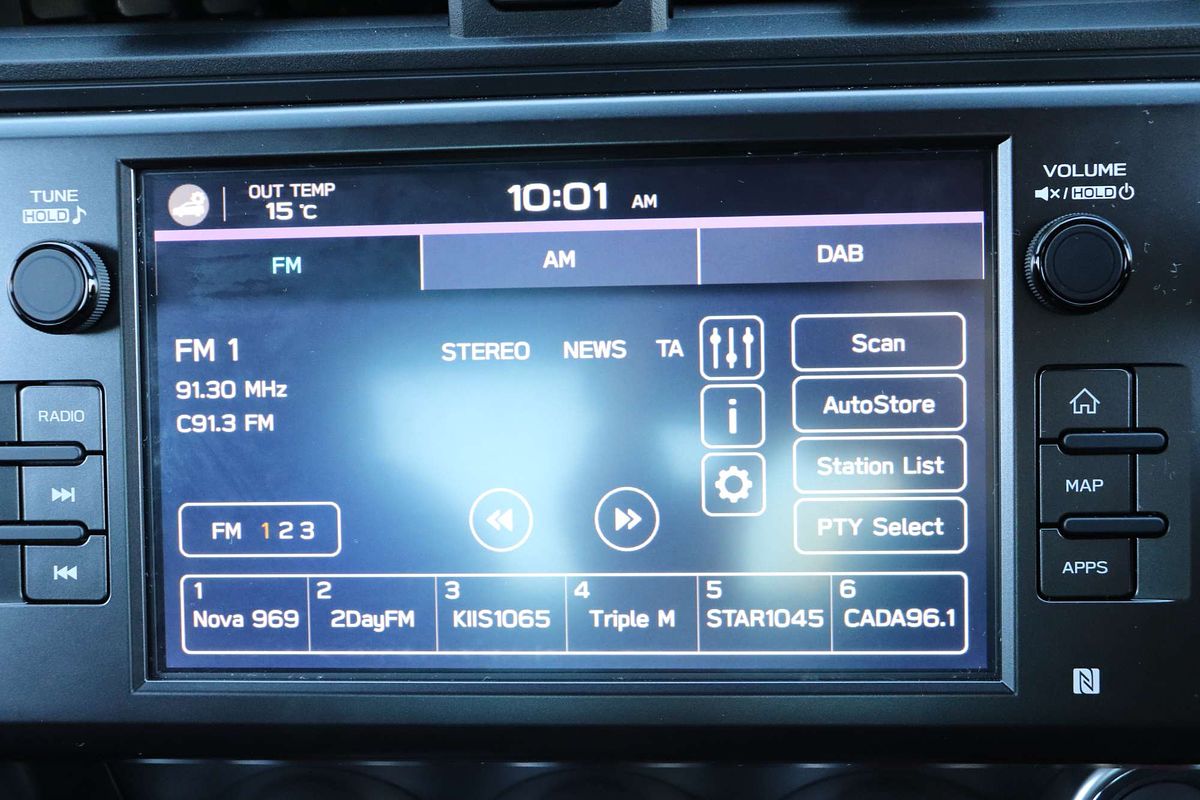 TUNE
HOLD
VOLUME
/ HOLD
OUT TEMP
15 °C
10:01 AM
FM
AM
DAB
FM 1
STEREO NEWS TA
91.30 MHz
C91.3 FM
i
Scan
AutoStore
Station List
PTY Select
FM 1 2 3
1
Nova 969
2
2DayFM
3
KIIS1065
4
Triple M
5
STAR1045
6
CADA96.1
RADIO
MAP
APPS
N